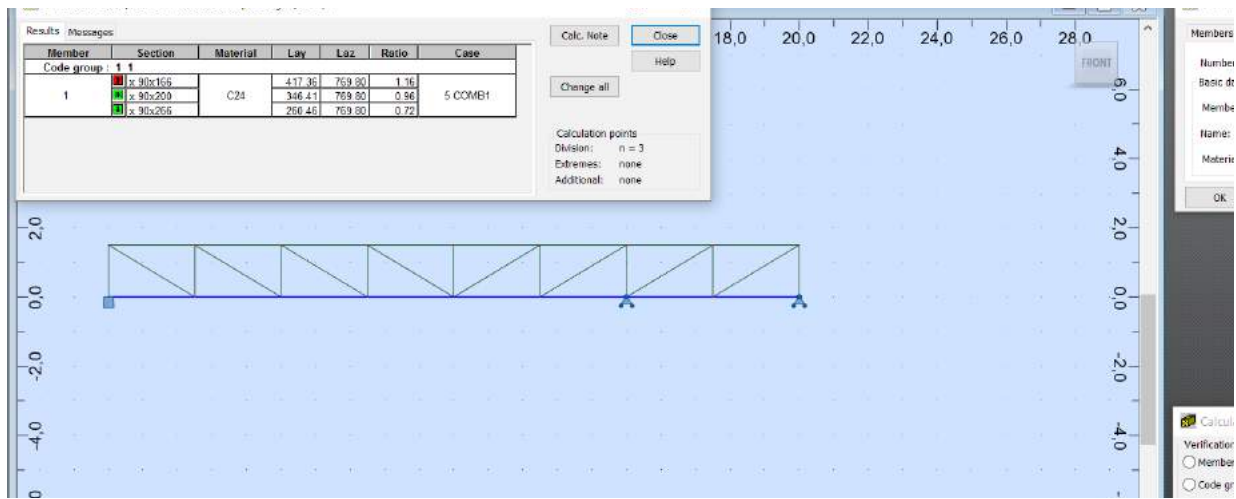 Results Messages
Member Section Material Lay Laz Ratio Case
Code group : 1 1
1 x 90x166 C24 417.36 769.80 1.16 5 COMB1
x 90x200 346.41 769.80 0.96
x 90x266 260.46 769.80 0.72
Calc. Note Close
Help
Change all
Calculation points
Division: n = 3
Extremes: none
Additional: none
18,0 20,0 22,0 24,0 26,0 28,0
FRONT
6,0
4,0
2,0 2,0
0,0 0,0
-2,0 -2,0
-4,0 -4,0
Members
Number
Basic da
Membe
Name:
Materia
OK
Calcula
Verification
Member
Code gr